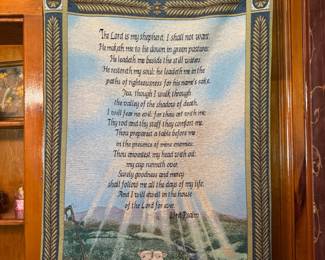 The Lord is my shepherd, I shall not want.
He maketh me to lie down in green pastures:
He leadeth me beside the still waters.
He restoreth my soul: he leadeth me in the
paths of righteousness for his name's sake.
Yea, though I walk through
the valley of the shadow of death,
I will fear no evil: for thou art with me;
Thy rod and thy staff they comfort me.
Thou preparest a table before me
in the presence of mine enemies:
Thou anointest my head with oil;
my cup runneth over.
Surely goodness and mercy
shall follow me all the days of my life:
And I will dwell in the house
of the Lord for ever.
23rd Psalm